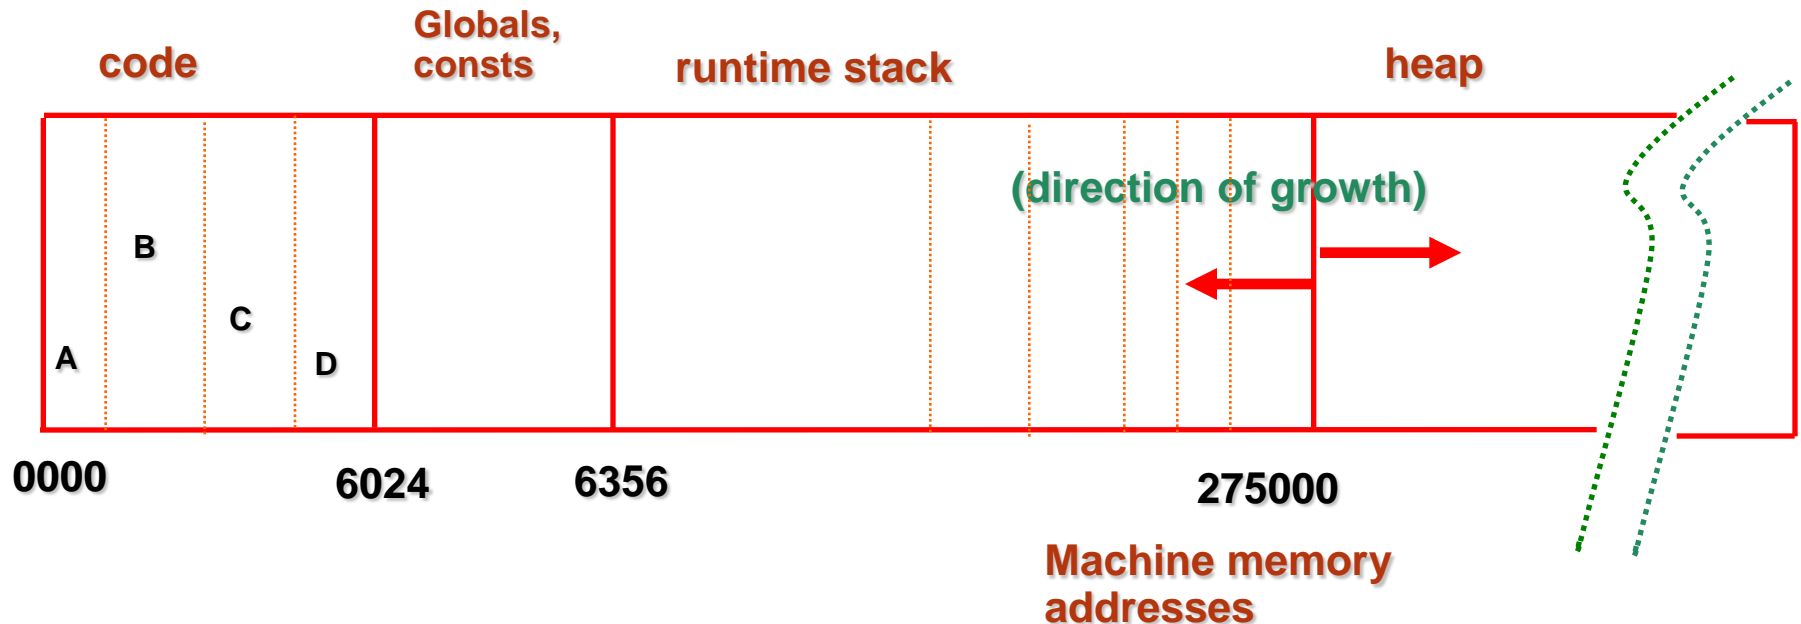 code
Globals,
consts
runtime stack
heap
(direction of growth)
B
C
A
D
0000
6024
6356
275000
Machine memory
addresses